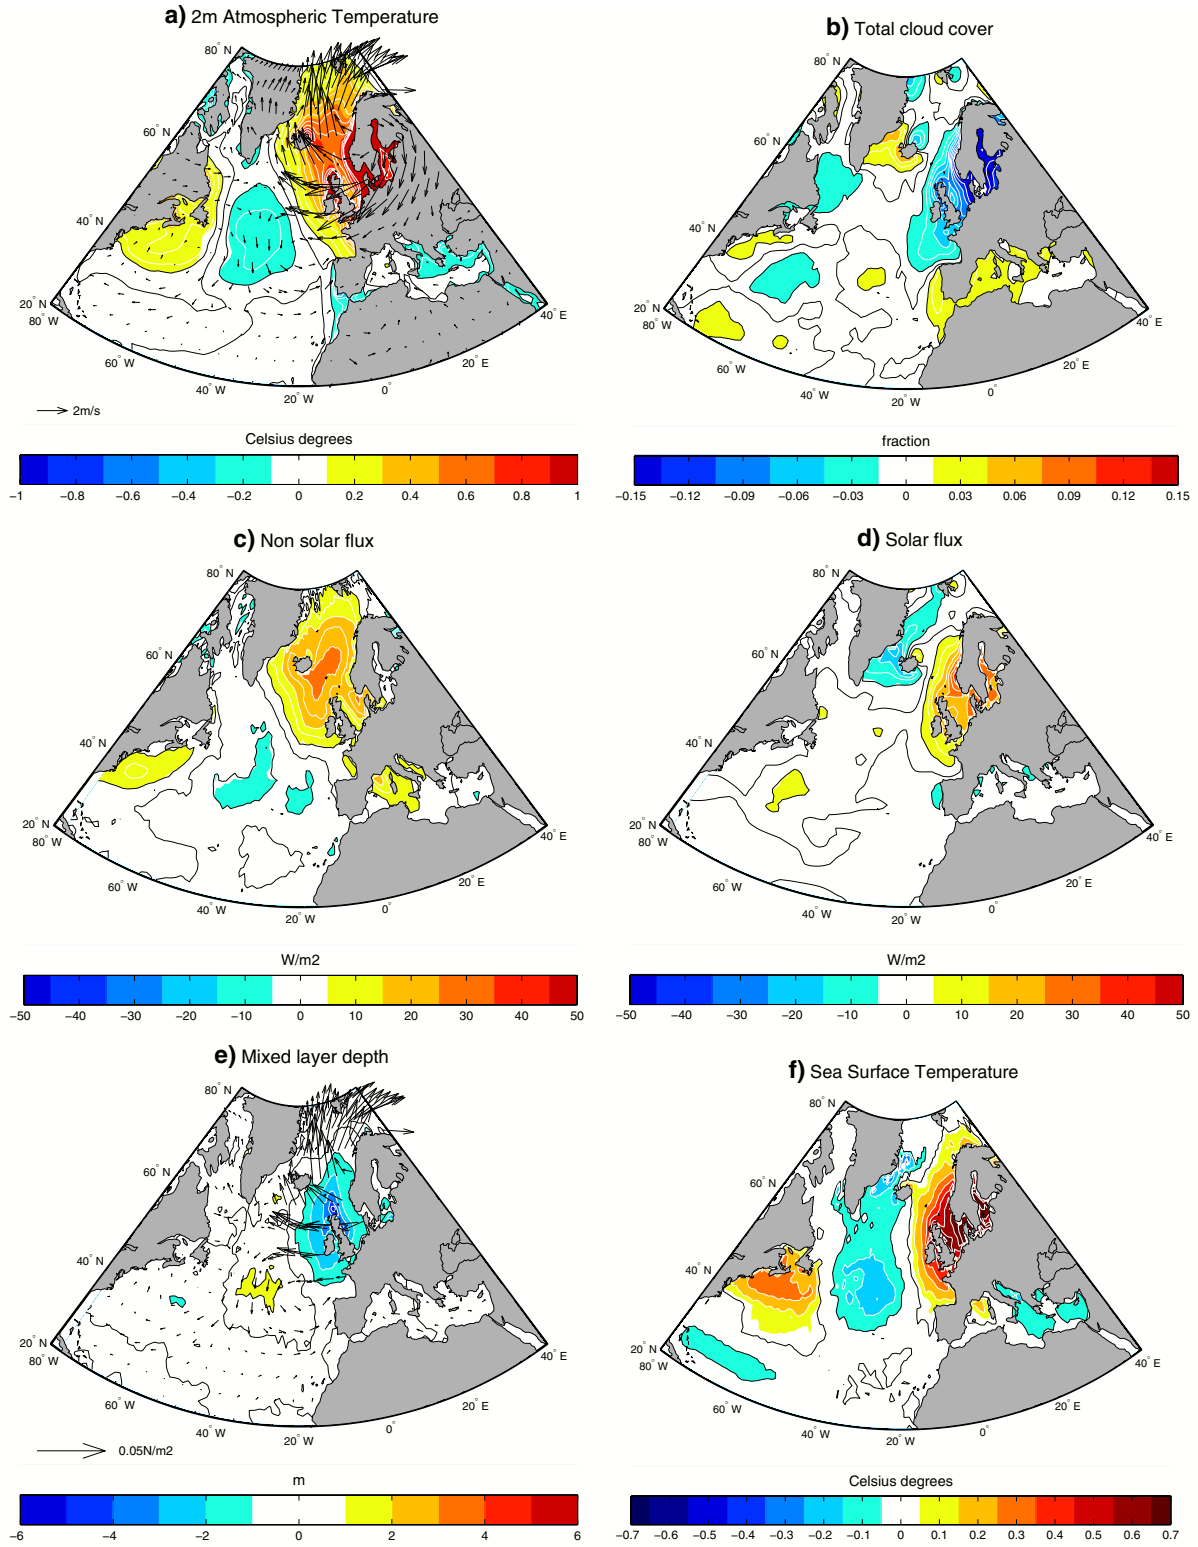 a) 2m Atmospheric Temperature
80° N
60° N
40° N
20° N
80° W
60° W
40° W
20° W
0°
20° E
40° E
2m/s
Celsius degrees
−1 −0.8 −0.6 −0.4 −0.2 0 0.2 0.4 0.6 0.8 1
b) Total cloud cover
80° N
60° N
40° N
20° N
80° W
60° W
40° W
20° W
0°
20° E
40° E
fraction
−0.15 −0.12 −0.09 −0.06 −0.03 0 0.03 0.06 0.09 0.12 0.15
c) Non solar flux
80° N
60° N
40° N
20° N
80° W
60° W
40° W
20° W
0°
20° E
40° E
W/m2
−50 −40 −30 −20 −10 0 10 20 30 40 50
d) Solar flux
80° N
60° N
40° N
20° N
80° W
60° W
40° W
20° W
0°
20° E
40° E
W/m2
−50 −40 −30 −20 −10 0 10 20 30 40 50
e) Mixed layer depth
80° N
60° N
40° N
20° N
80° W
60° W
40° W
20° W
0°
20° E
40° E
0.05N/m2
m
−6 −4 −2 0 2 4 6
f) Sea Surface Temperature
80° N
60° N
40° N
20° N
80° W
60° W
40° W
20° W
0°
20° E
40° E
Celsius degrees
−0.7 −0.6 −0.5 −0.4 −0.3 −0.2 −0.1 0 0.1 0.2 0.3 0.4 0.5 0.6 0.7